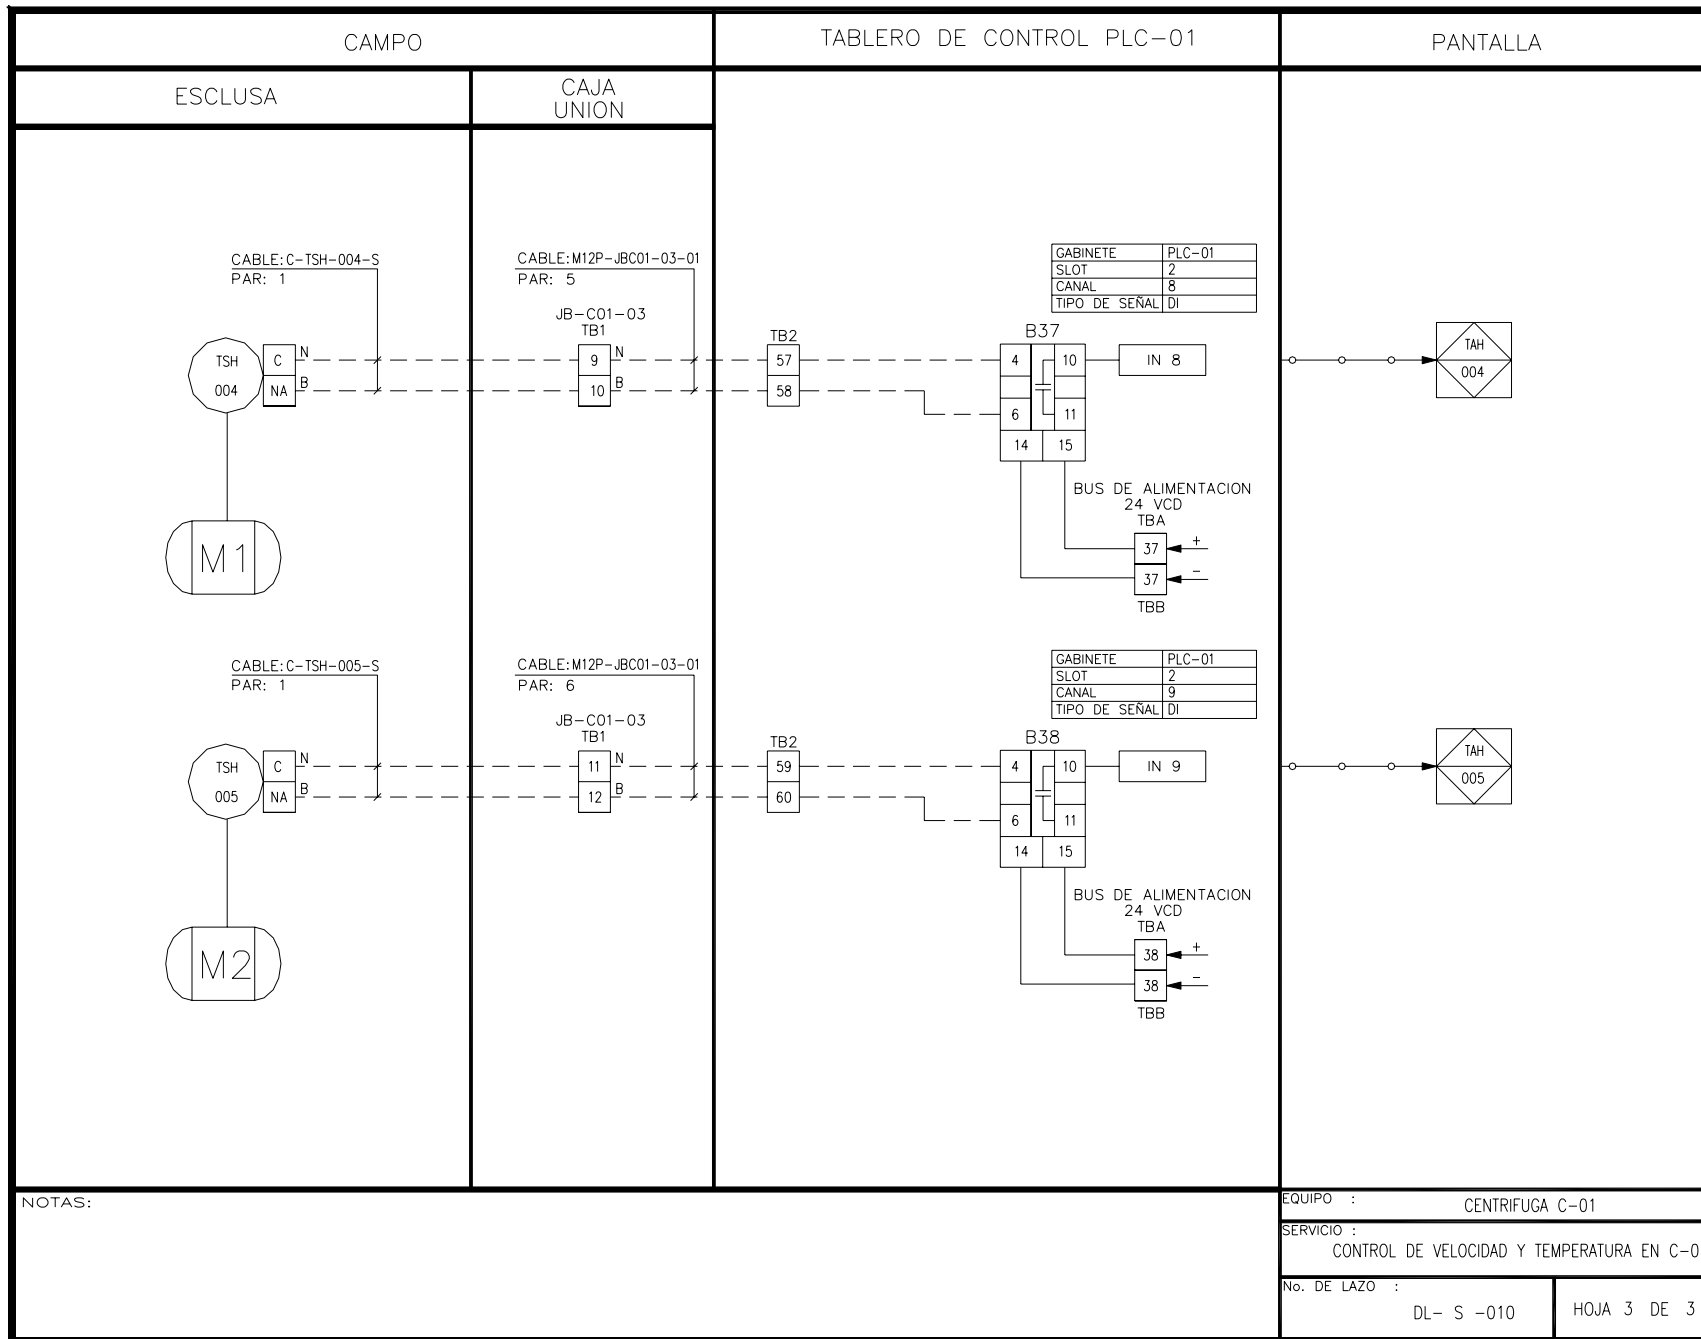 CAMPO
TABLERO DE CONTROL PLC-01
PANTALLA
ESCLUSA
CAJA
UNION
CABLE:C-TSH-004-S
PAR: 1
CABLE:M12P-JBC01-03-01
PAR: 5
GABINETE PLC-01
SLOT 2
CANAL 8
TIPO DE SEÑAL DI
JB-C01-03
TB1
TB2
B37
TSH
004
C N
NA B
9 N
10 B
57
58
4 10
6 11
14 15
IN 8
TAH
004
M1
BUS DE ALIMENTACION
24 VCD
TBA
37 +
37 -
TBB
CABLE:C-TSH-005-S
PAR: 1
CABLE:M12P-JBC01-03-01
PAR: 6
GABINETE PLC-01
SLOT 2
CANAL 9
TIPO DE SEÑAL DI
JB-C01-03
TB1
TB2
B38
TSH
005
C N
NA B
11 N
12 B
59
60
4 10
6 11
14 15
IN 9
TAH
005
M2
BUS DE ALIMENTACION
24 VCD
TBA
38 +
38 -
TBB
NOTAS:
EQUIPO :
CENTRIFUGA C-01
SERVICIO :
CONTROL DE VELOCIDAD Y TEMPERATURA EN C-0
No. DE LAZO :
DL- S -010
HOJA 3 DE 3